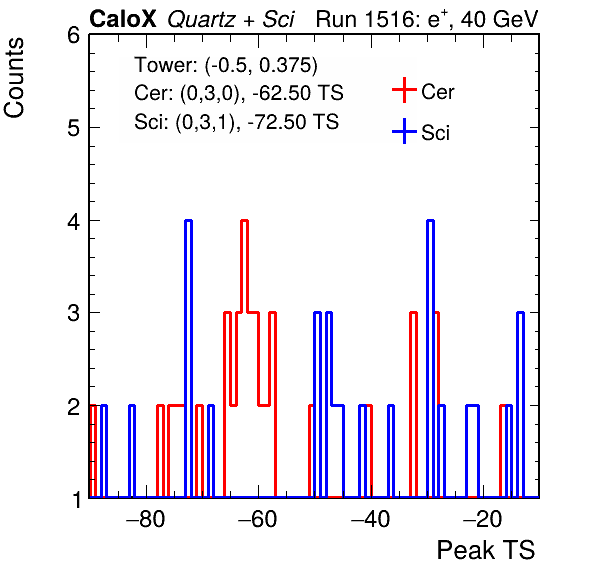 CaloX Quartz + Sci Run 1516: e⁺, 40 GeV
Counts
6
5
4
3
2
1
Tower: (-0.5, 0.375)
Cer: (0,3,0), -62.50 TS
Sci: (0,3,1), -72.50 TS
Cer
Sci
−80 −60 −40 −20
Peak TS